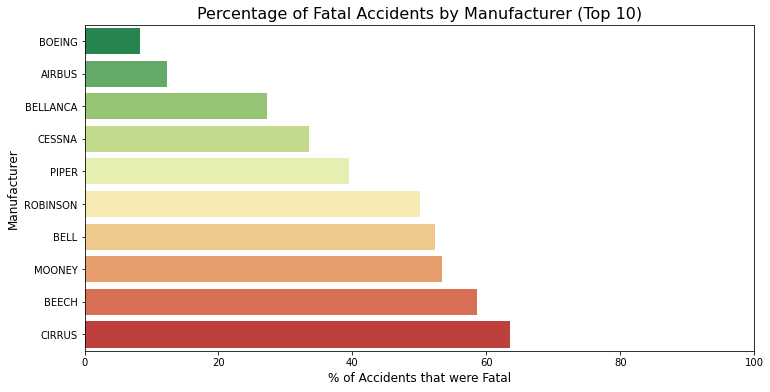 Percentage of Fatal Accidents by Manufacturer (Top 10)
Manufacturer
BOEING
AIRBUS
BELLANCA
CESSNA
PIPER
ROBINSON
BELL
MOONEY
BEECH
CIRRUS
0 20 40 60 80 100
% of Accidents that were Fatal